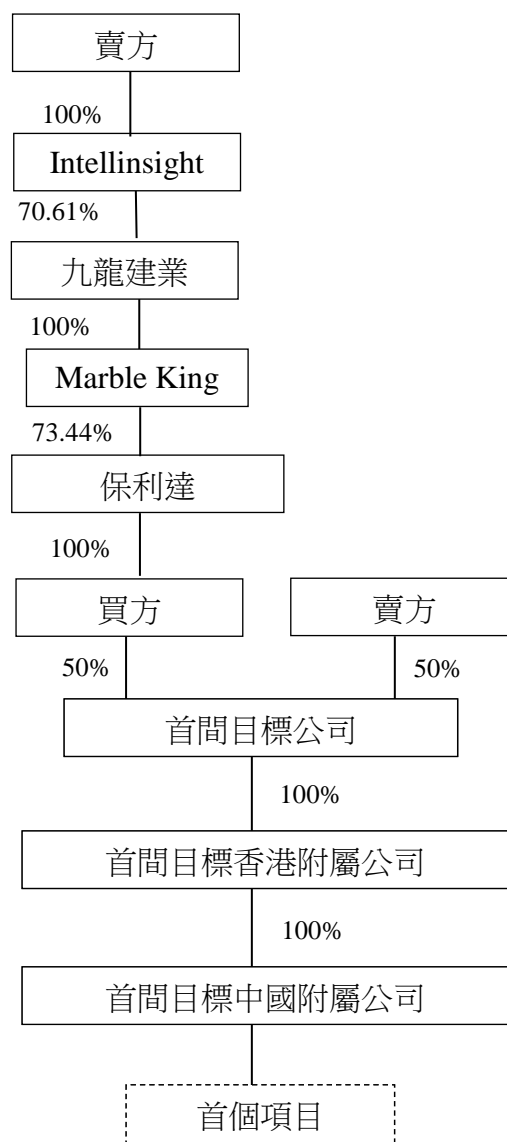 賣方
100%
Intellinsight
70.61%
九龍建業
100%
Marble King
73.44%
保利達
100%
買方
賣方
50%
50%
首間目標公司
100%
首間目標香港附屬公司
100%
首間目標中國附屬公司
首個項目